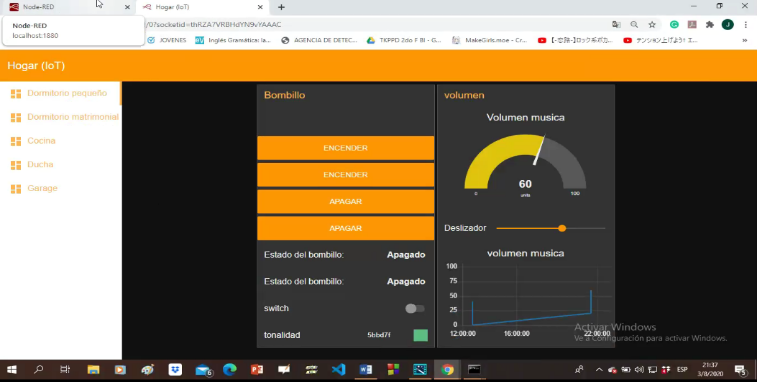 Node-RED
Hogar (IoT)
Node-RED
localhost:1880
/0?socketid=thRZA7VRBHdYN9vYAAAC
JOVENES
Inglés Gramática: la...
AGENCIA DE DETEC...
TKPPD 2do F BI - G...
MakeGirls.moe - Cr...
Hogar (IoT)
Dormitorio pequeño
Dormitorio matrimonial
Cocina
Ducha
Garage
Bombillo
ENCENDER
ENCENDER
APAGAR
APAGAR
Estado del bombillo: Apagado
Estado del bombillo: Apagado
switch
tonalidad 5bbd7f
volumen
Volumen musica
60
units
0 100
Deslizador
volumen musica
100
75
50
25
0
12:00:00 16:00:00 22:00:00
Activar Windows
Ve a Configuración para activar Windows.
ESP
21:37
3/8/2020